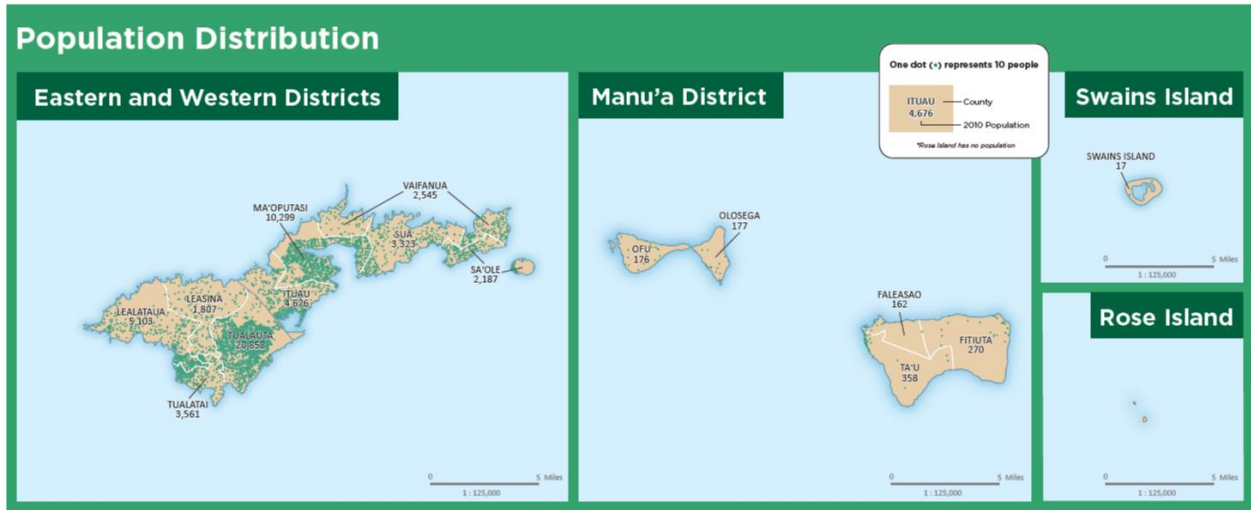 Population Distribution
Eastern and Western Districts
VAIFANUA
2,545
MA'OPUTASI
10,299
SUA
3,323
SA'OLE
2,187
ITUAU
4,676
LEASINA
1,807
LEALATAUA
5,103
TUALAUTA
20,858
TUALATAI
3,561
0 5 Miles
1 : 125,000
Manu'a District
OLOSEGA
177
OFU
176
FALEASAO
162
FITIUTA
270
TA'U
358
0 5 Miles
1 : 125,000
One dot (•) represents 10 people
ITUAU
4,676
County
2010 Population
*Rose Island has no population
Swains Island
SWAINS ISLAND
17
0 5 Miles
1 : 125,000
Rose Island
0 5 Miles
1 : 125,000